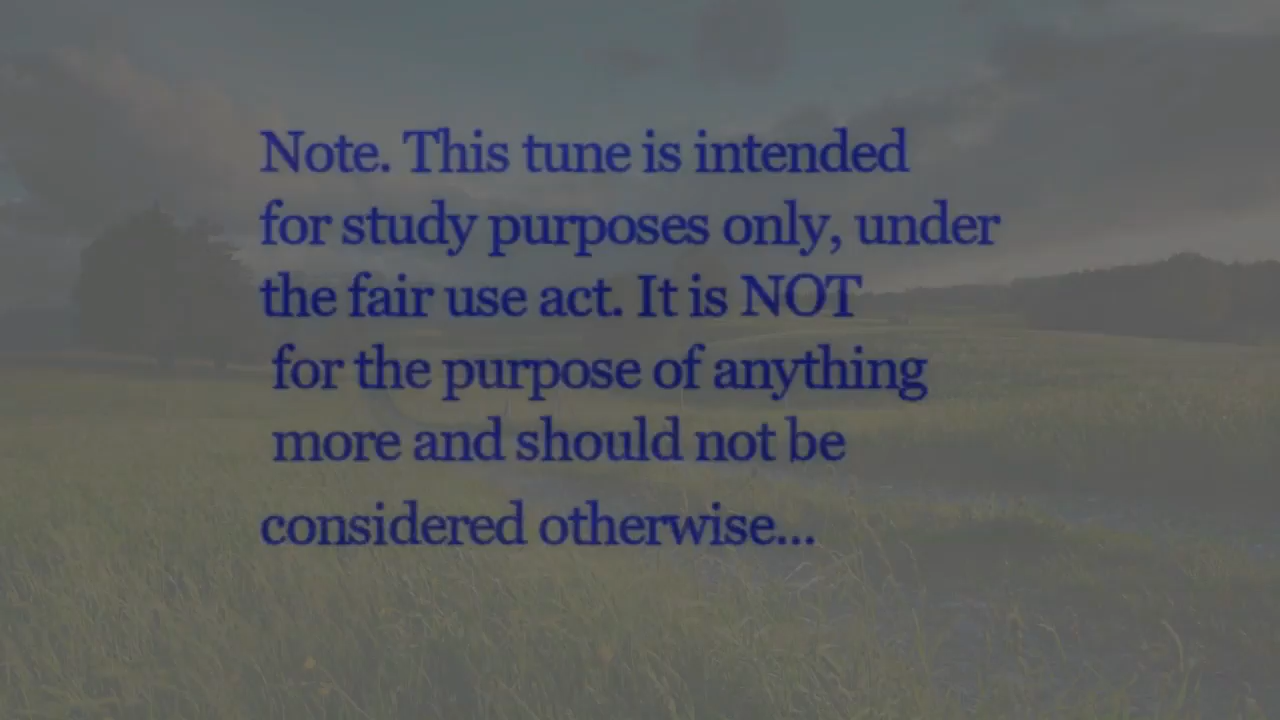 Note. This tune is intended
for study purposes only, under
the fair use act. It is NOT
for the purpose of anything
more and should not be
considered otherwise...